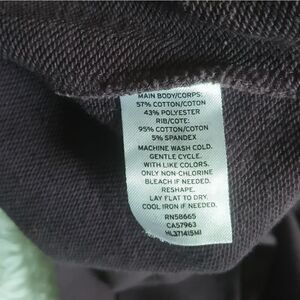 MAIN BODY/CORPS:
57% COTTON/COTON
43% POLYESTER
RIB/COTE:
95% COTTON/COTON
5% SPANDEX
MACHINE WASH COLD.
GENTLE CYCLE.
WITH LIKE COLORS.
ONLY NON-CHLORINE
BLEACH IF NEEDED.
RESHAPE.
LAY FLAT TO DRY.
COOL IRON IF NEEDED.
RN58665
CA57963
HL371415MI